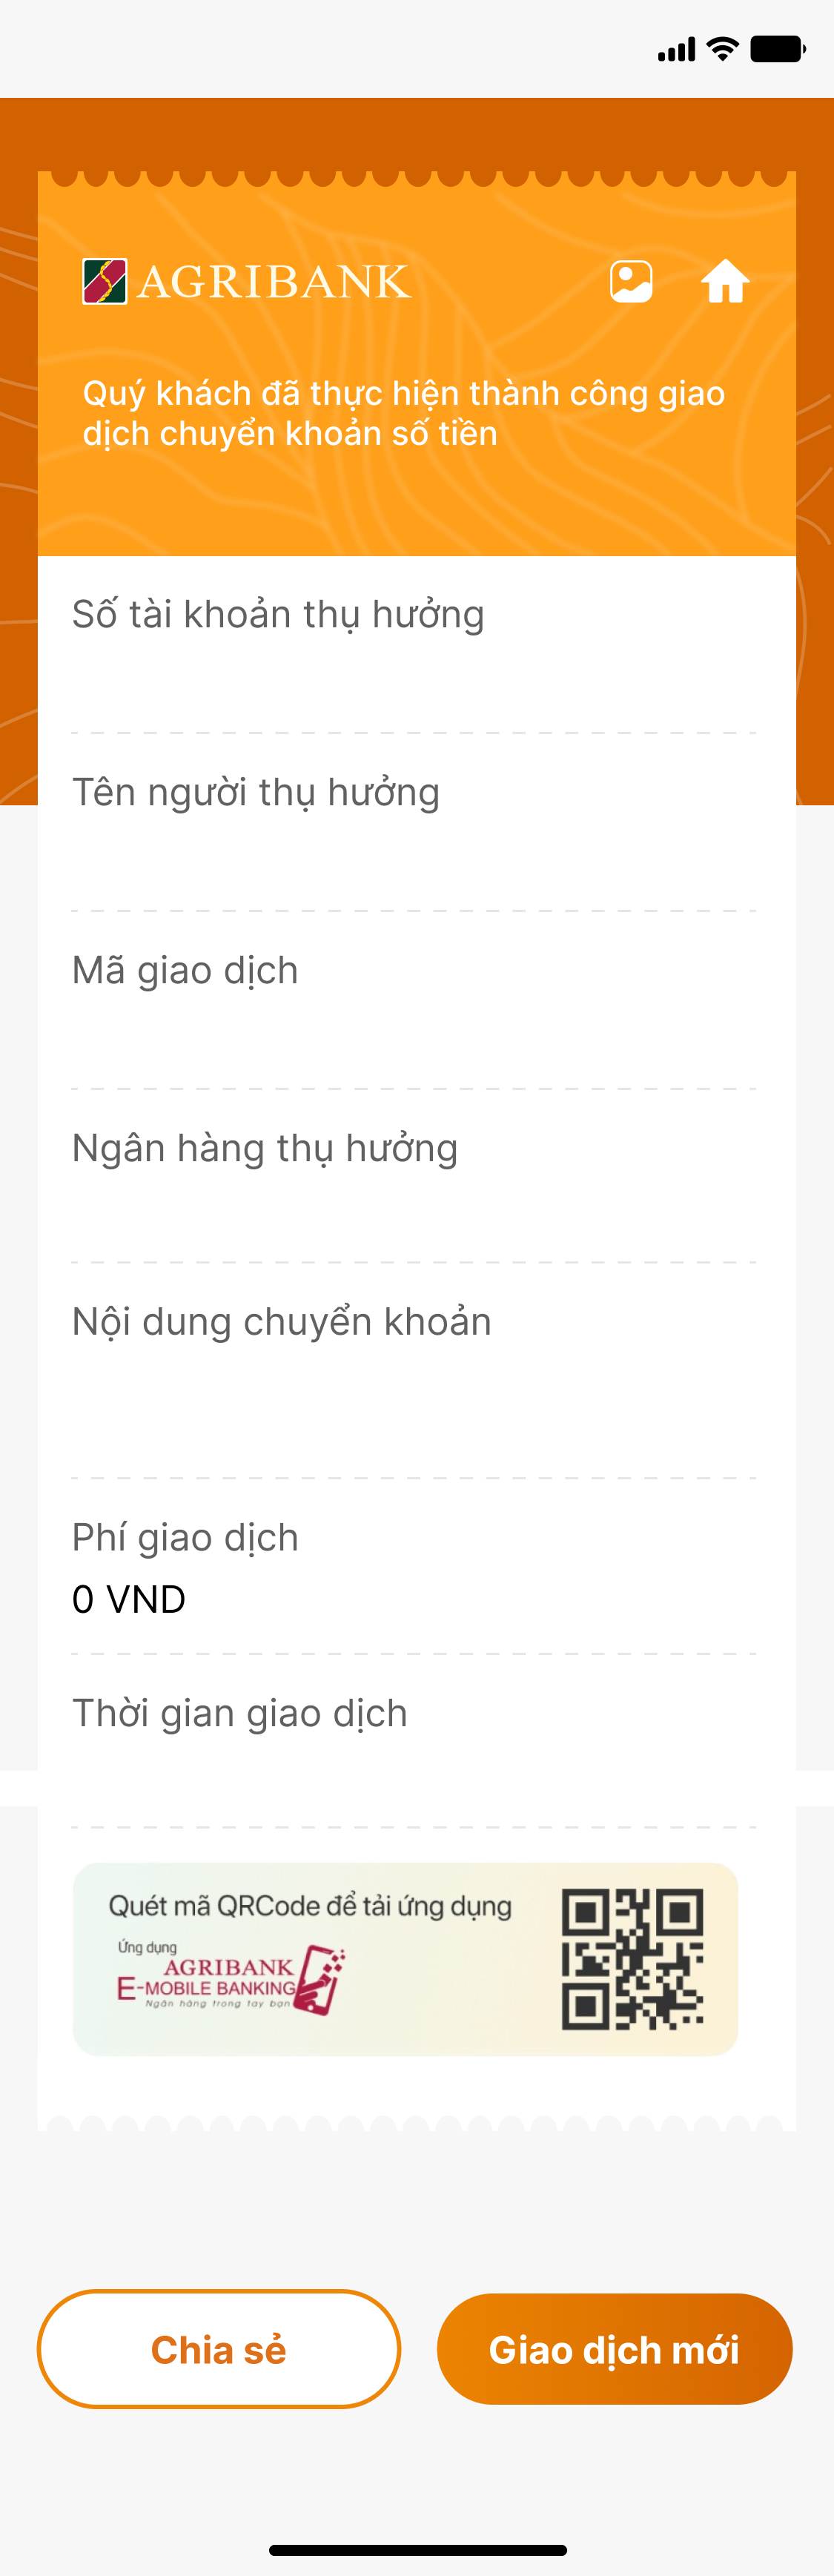 AGRIBANK
Quý khách đã thực hiện thành công giao
dịch chuyển khoản số tiền
Số tài khoản thụ hưởng
Tên người thụ hưởng
Mã giao dịch
Ngân hàng thụ hưởng
Nội dung chuyển khoản
Phí giao dịch
0 VND
Thời gian giao dịch
Quét mã QRCode để tải ứng dụng
Ứng dụng
AGRIBANK
E-MOBILE BANKING
Ngân hàng trong tay bạn
Chia sẻ
Giao dịch mới